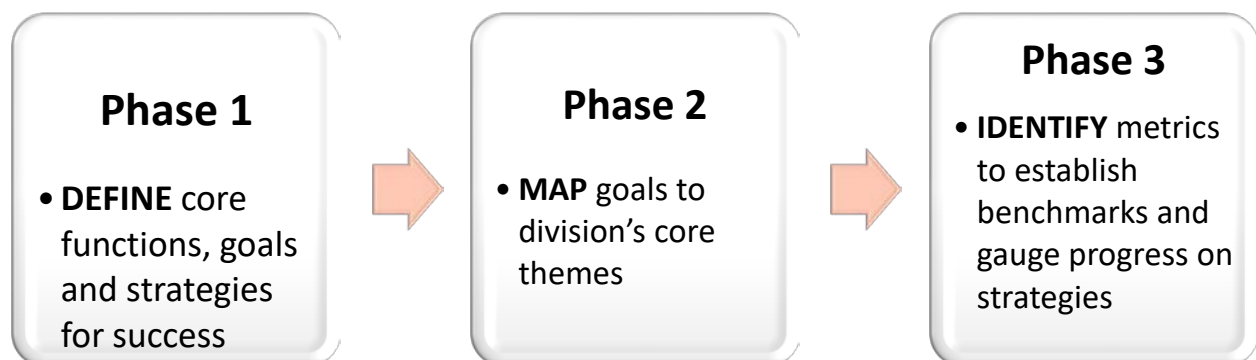 Phase 1
• DEFINE core
functions, goals
and strategies
for success
Phase 2
• MAP goals to
division’s core
themes
Phase 3
• IDENTIFY metrics
to establish
benchmarks and
gauge progress on
strategies